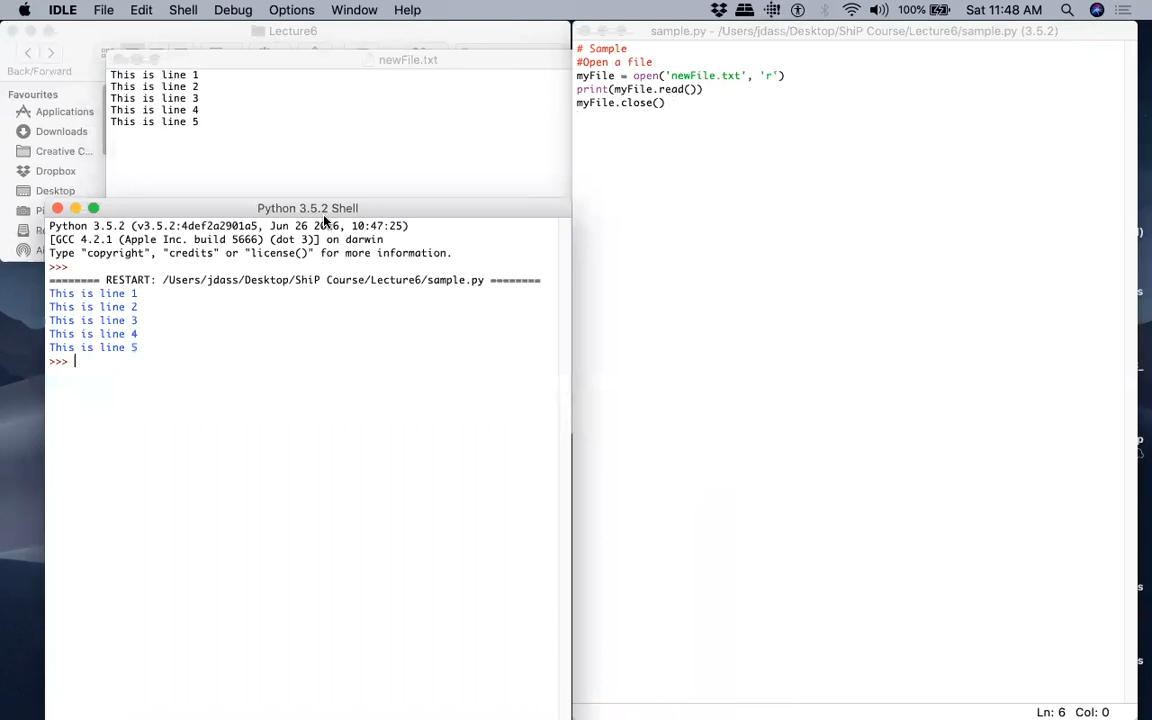 IDLE File Edit Shell Debug Options Window Help 100% Sat 11:48 AM
Lecture6
Back/Forward
Favourites
Applications
Downloads
Creative C...
Dropbox
Desktop
newFile.txt
This is line 1
This is line 2
This is line 3
This is line 4
This is line 5
Python 3.5.2 Shell
Python 3.5.2 (v3.5.2:4def2a2901a5, Jun 26 2016, 10:47:25)
[GCC 4.2.1 (Apple Inc. build 5666) (dot 3)] on darwin
Type "copyright", "credits" or "license()" for more information.
>>>
======== RESTART: /Users/jdass/Desktop/ShiP Course/Lecture6/sample.py ========
This is line 1
This is line 2
This is line 3
This is line 4
This is line 5
>>>
sample.py - /Users/jdass/Desktop/ShiP Course/Lecture6/sample.py (3.5.2)
# Sample
#Open a file
myFile = open('newFile.txt', 'r')
print(myFile.read())
myFile.close()
Ln: 6 Col: 0